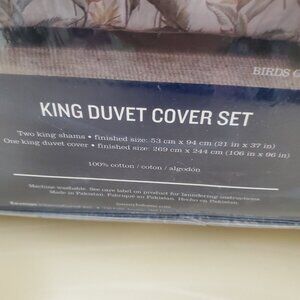 BIRDS
KING DUVET COVER SET
Two king shams • finished size: 53 cm x 94 cm (21 in x 37 in)
One king duvet cover • finished size: 269 cm x 244 cm (106 in x 96 in)
100% cotton / coton / algodón
Machine washable. See care label on product for laundering instructions
Made in Pakistan. Fabriqué au Pakistan. Hecho en Pakistan.